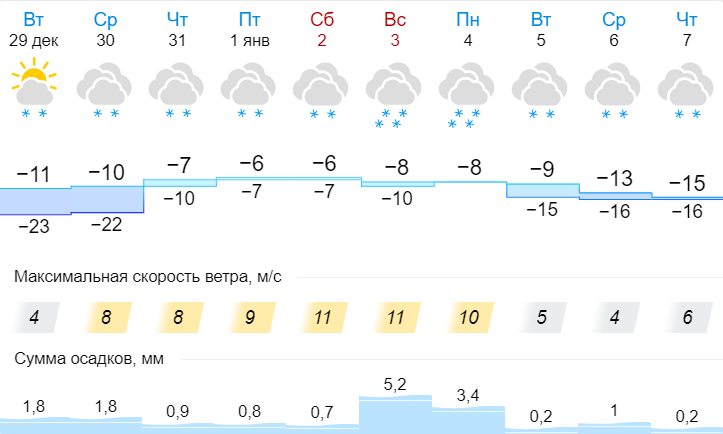 Вт Ср Чт Пт Сб Вс Пн Вт Ср Чт
29 дек 30 31 1 янв 2 3 4 5 6 7
−11 −10 −7 −6 −6 −8 −8 −9 −13 −15
−23 −22 −10 −7 −7 −10 −15 −16 −16
Максимальная скорость ветра, м/с
4 8 8 9 11 11 10 5 4 6
Сумма осадков, мм
1,8 1,8 0,9 0,8 0,7 5,2 3,4 0,2 1 0,2